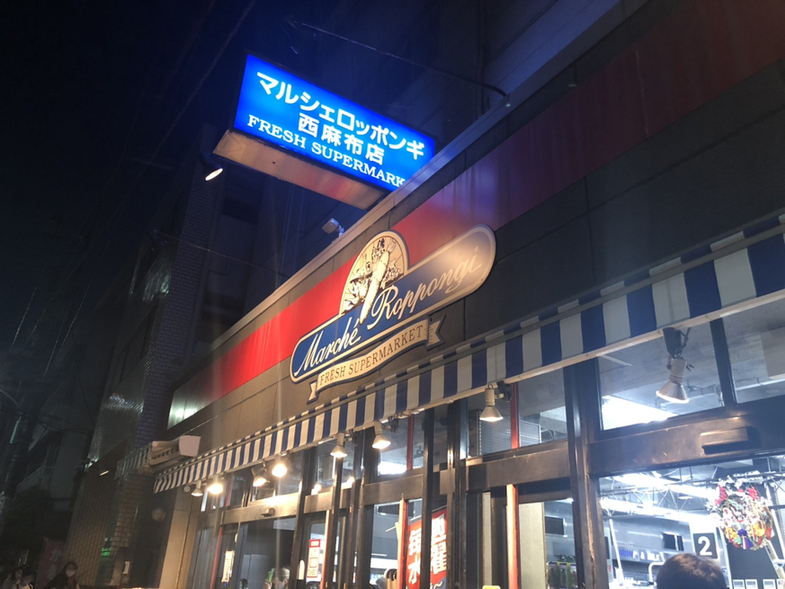 マルシェロッポンギ
西麻布店
FRESH SUPERMARK
Marché Roppongi
FRESH SUPERMARKET
2